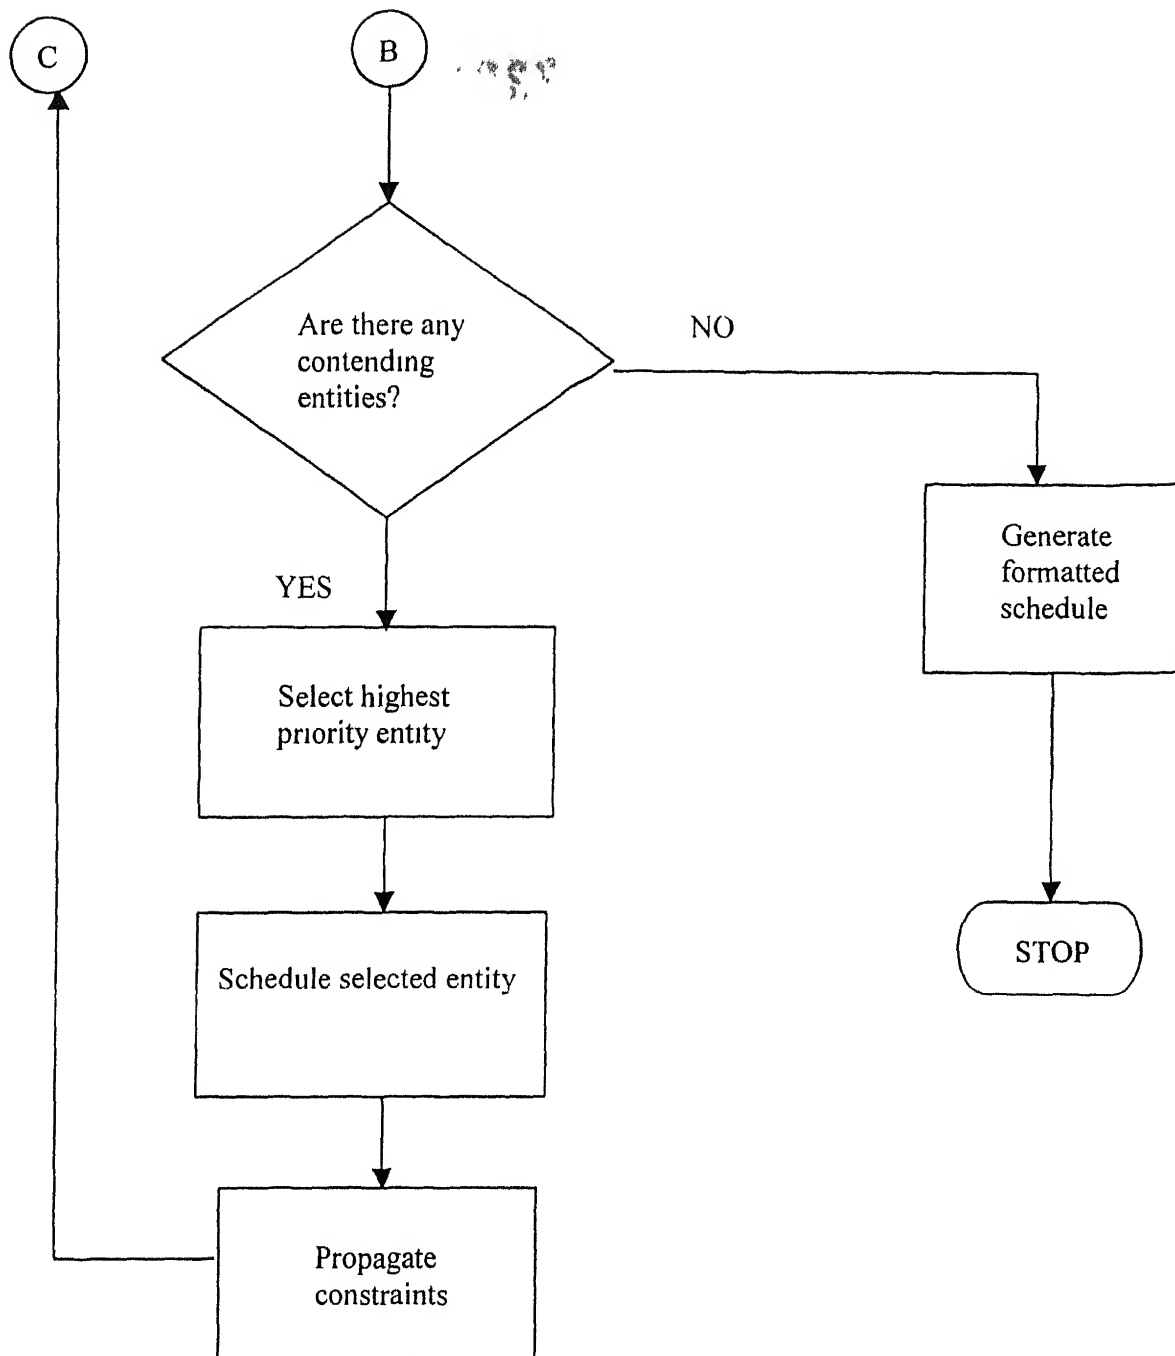 C
B
Are there any
contending
entities?
NO
YES
Generate
formatted
schedule
Select highest
priority entity
Schedule selected entity
STOP
Propagate
constraints